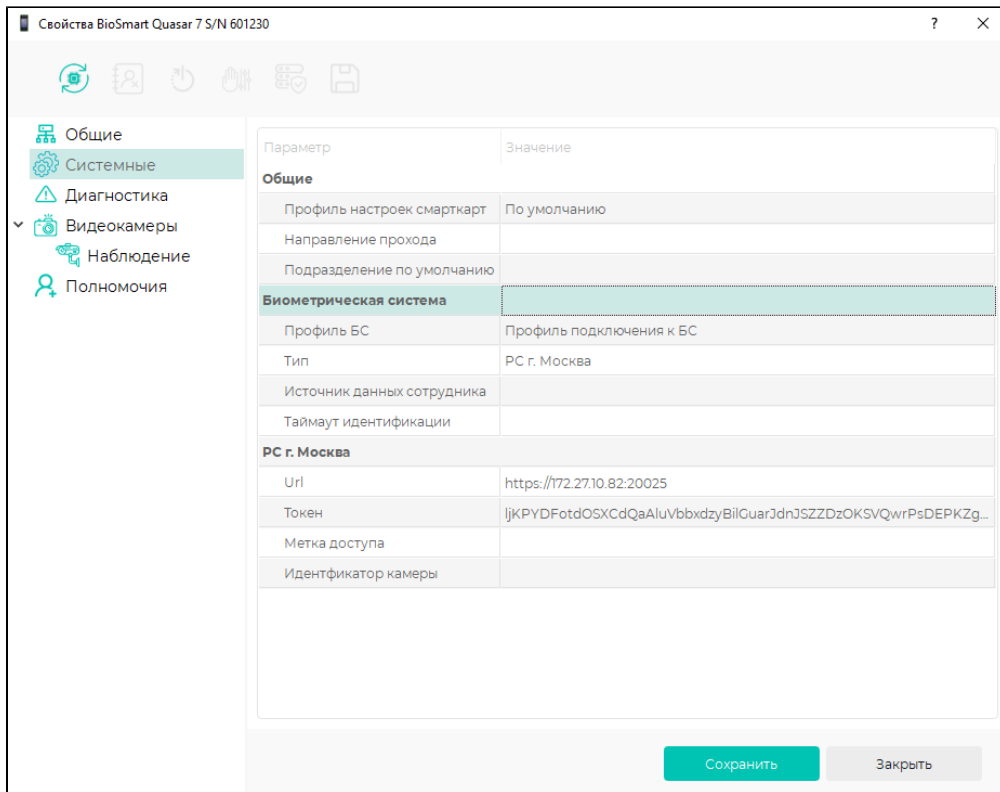 Свойства BioSmart Quasar 7 S/N 601230
?
Общие
Системные
Диагностика
Видеокамеры
Наблюдение
Полномочия
Параметр Значение
Общие
Профиль настроек смарткарт По умолчанию
Направление прохода
Подразделение по умолчанию
Биометрическая система
Профиль БС Профиль подключения к БС
Тип РС г. Москва
Источник данных сотрудника
Таймаут идентификации
РС г. Москва
Url https://172.27.10.82:20025
Токен ljKPYDFotdOSXCdQaAluVbbxdzyBilGuarJdnJSZZDzOKSVQwrPsDEPKZg...
Метка доступа
Идентфикатор камеры
Сохранить Закрыть